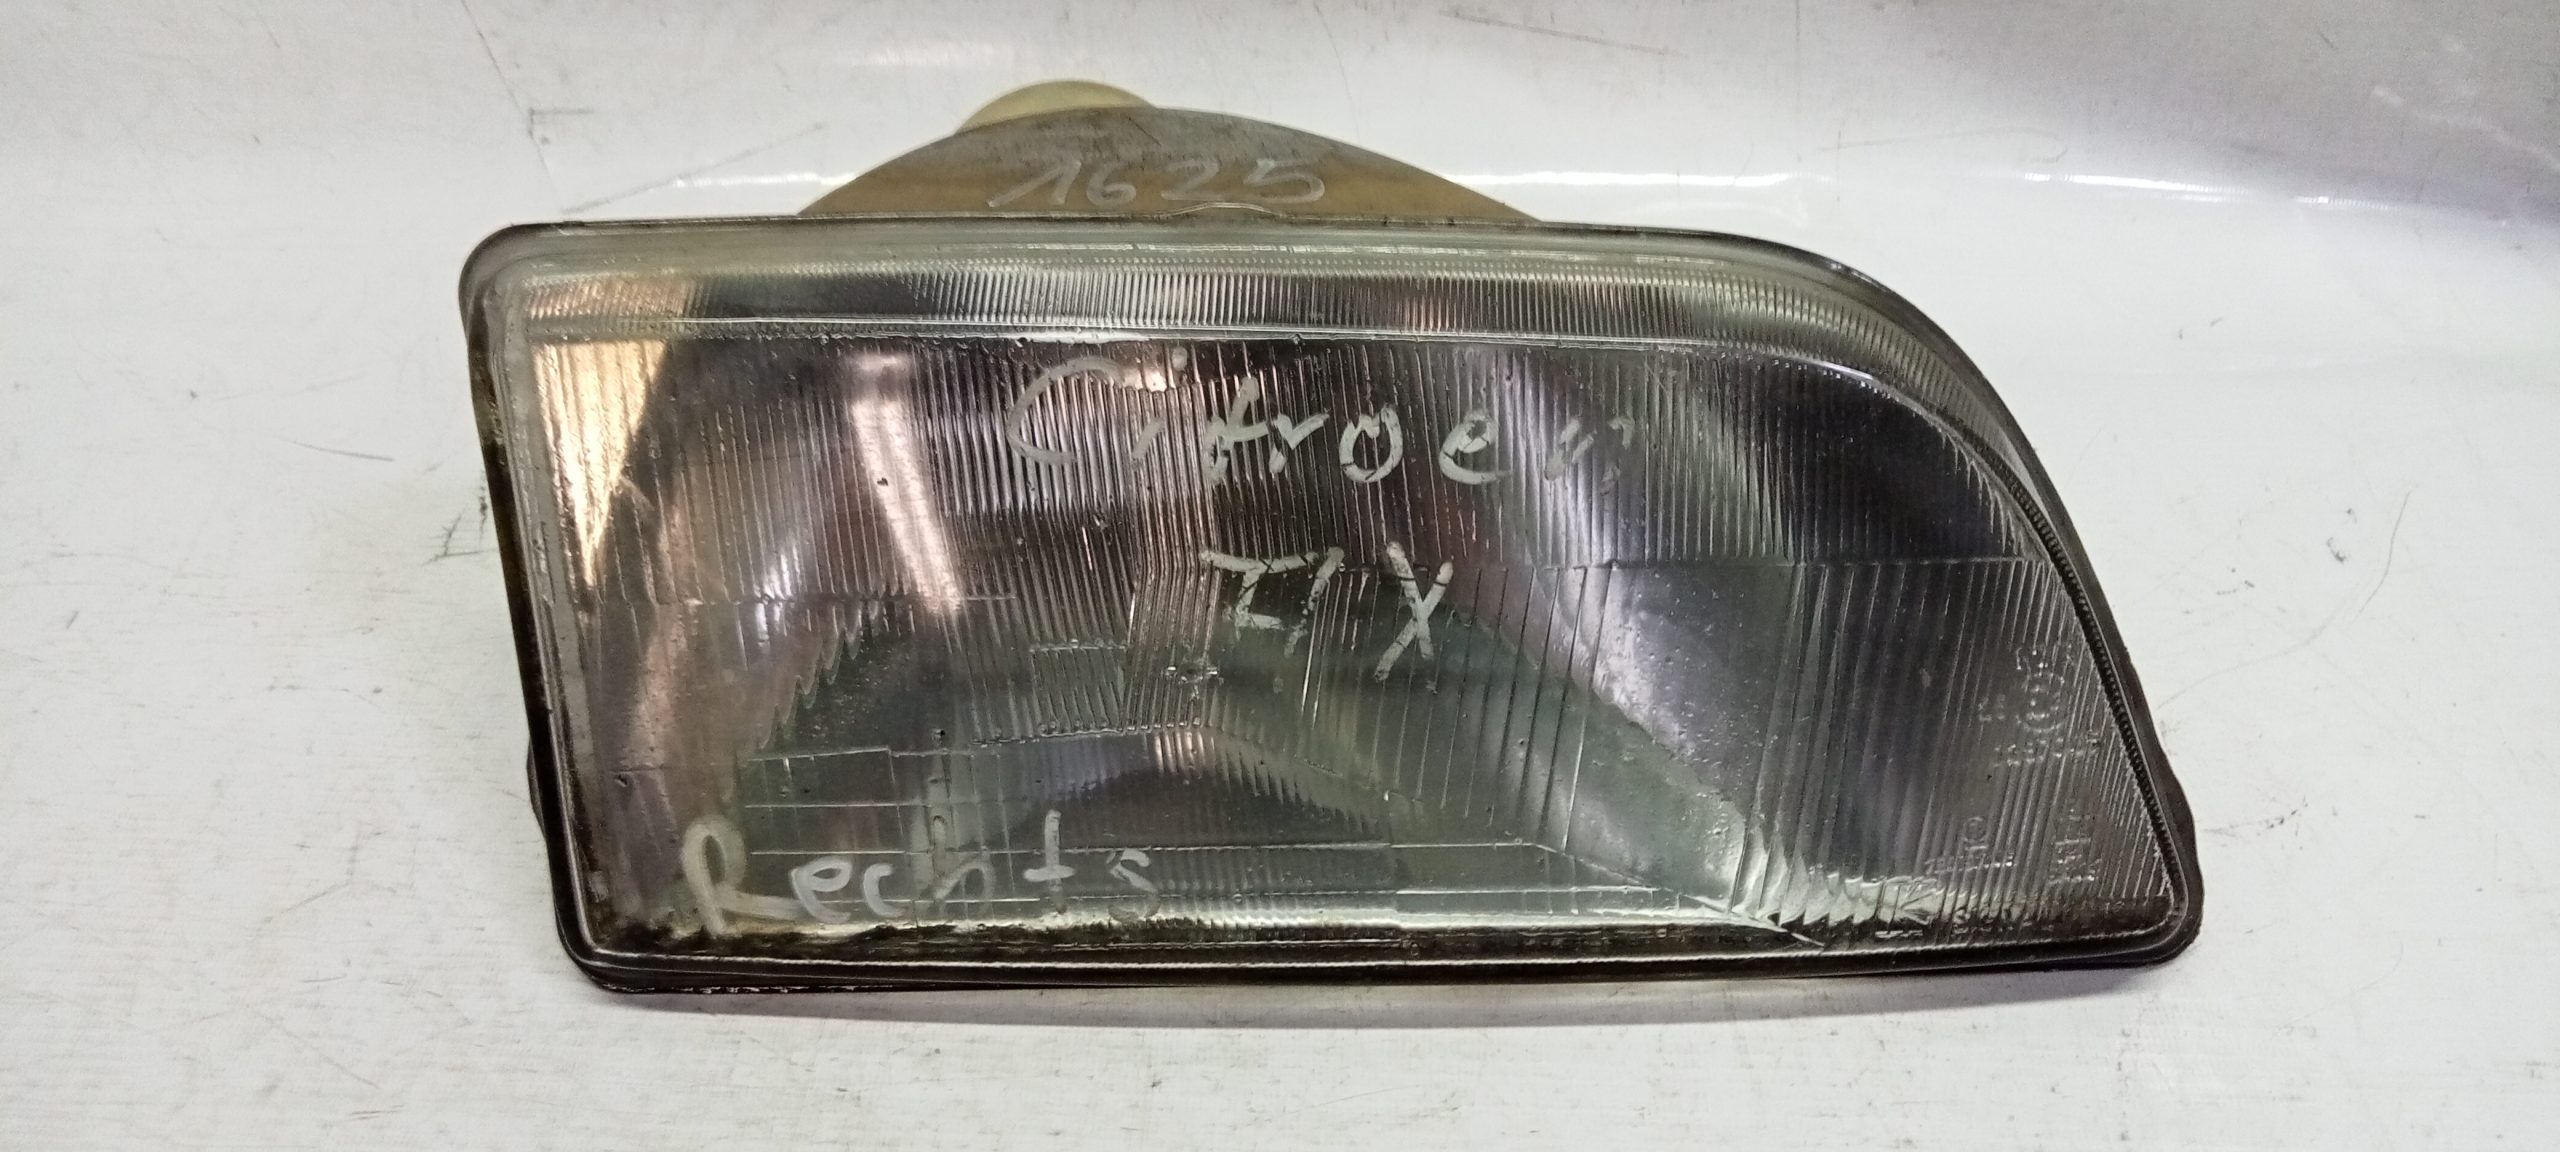 1625
Citroen
ZX
Rechts